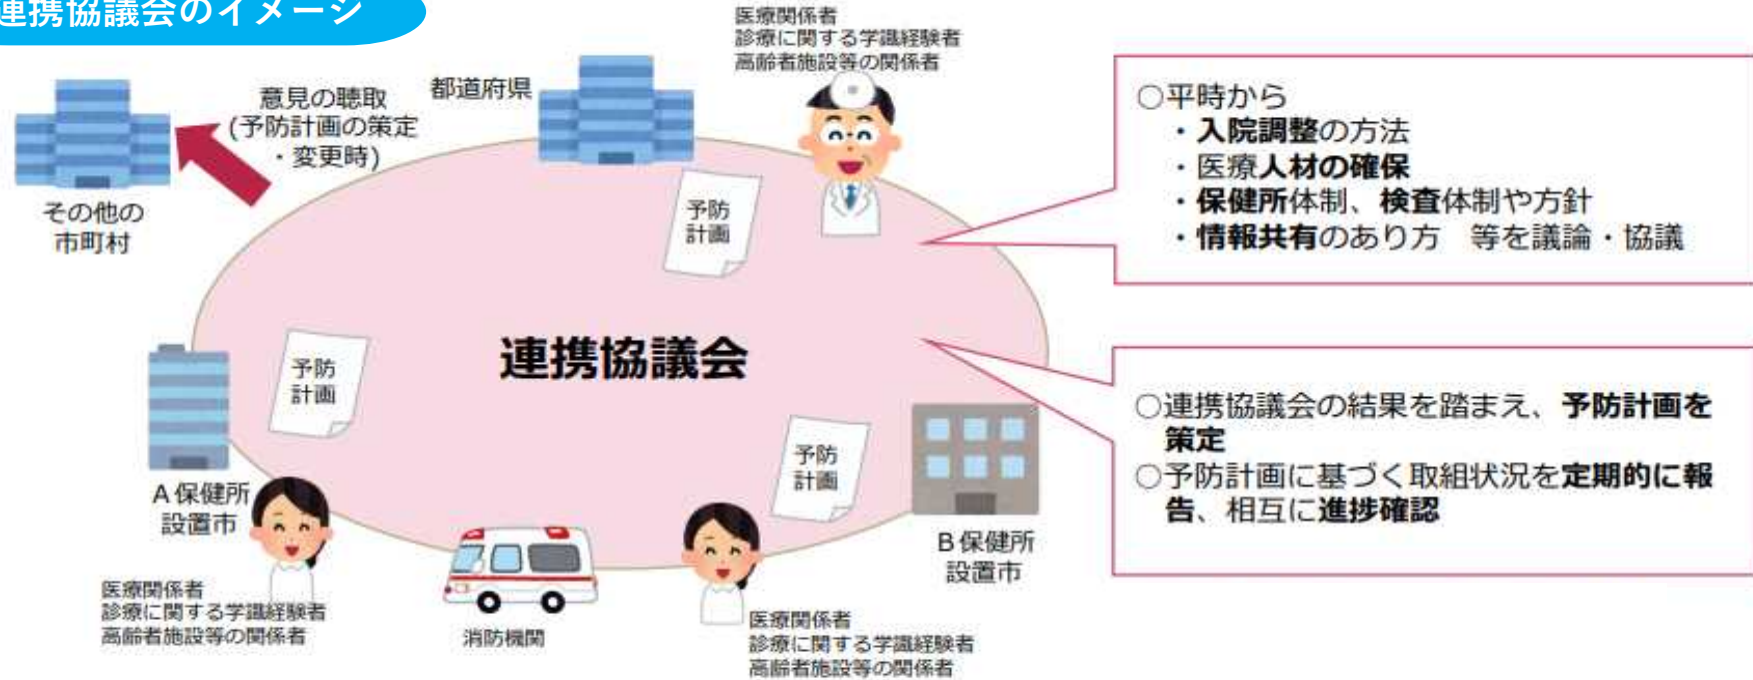 連携協議会のイメージ
医療関係者
診療に関する学識経験者
高齢者施設等の関係者
都道府県
意見の聴取
(予防計画の策定
・変更時)
その他の
市町村
予防
計画
○平時から
・入院調整の方法
・医療人材の確保
・保健所体制、検査体制や方針
・情報共有のあり方 等を議論・協議
連携協議会
予防
計画
予防
計画
○連携協議会の結果を踏まえ、予防計画を
策定
○予防計画に基づく取組状況を定期的に報
告、相互に進捗確認
A保健所
設置市
B保健所
設置市
医療関係者
診療に関する学識経験者
高齢者施設等の関係者
消防機関
医療関係者
診療に関する学識経験者
高齢者施設等の関係者